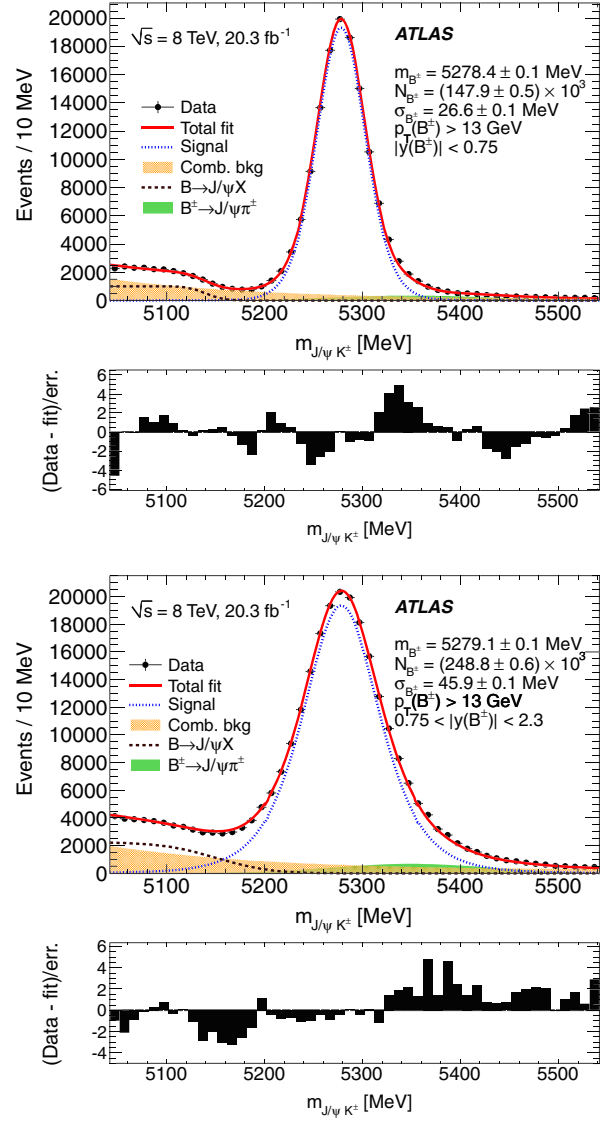 √s = 8 TeV, 20.3 fb⁻¹
ATLAS
m_B± = 5278.4 ± 0.1 MeV
N_B± = (147.9 ± 0.5) × 10³
σ_B± = 26.6 ± 0.1 MeV
p_T(B±) > 13 GeV
|y(B±)| < 0.75
Data
Total fit
Signal
Comb. bkg
B→J/ψX
B±→J/ψπ±
Events / 10 MeV
20000
18000
16000
14000
12000
10000
8000
6000
4000
2000
0
5100 5200 5300 5400 5500
m_J/ψ K± [MeV]
(Data - fit)/err.
6
4
2
0
-2
-4
-6
5100 5200 5300 5400 5500
m_J/ψ K± [MeV]
√s = 8 TeV, 20.3 fb⁻¹
ATLAS
m_B± = 5279.1 ± 0.1 MeV
N_B± = (248.8 ± 0.6) × 10³
σ_B± = 45.9 ± 0.1 MeV
p_T(B±) > 13 GeV
0.75 < |y(B±)| < 2.3
Data
Total fit
Signal
Comb. bkg
B→J/ψX
B±→J/ψπ±
Events / 10 MeV
20000
18000
16000
14000
12000
10000
8000
6000
4000
2000
0
5100 5200 5300 5400 5500
m_J/ψ K± [MeV]
(Data - fit)/err.
6
4
2
0
-2
-4
5100 5200 5300 5400 5500
m_J/ψ K± [MeV]